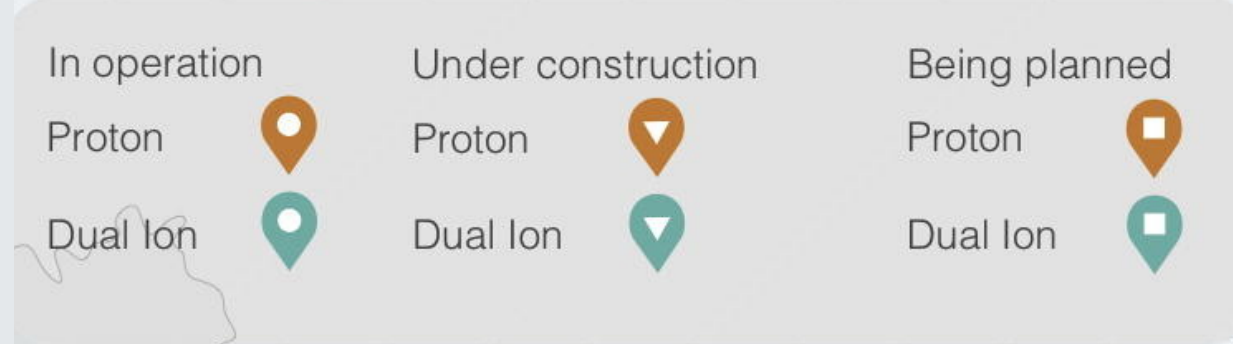 In operation
Proton
Dual Ion
Under construction
Proton
Dual Ion
Being planned
Proton
Dual Ion